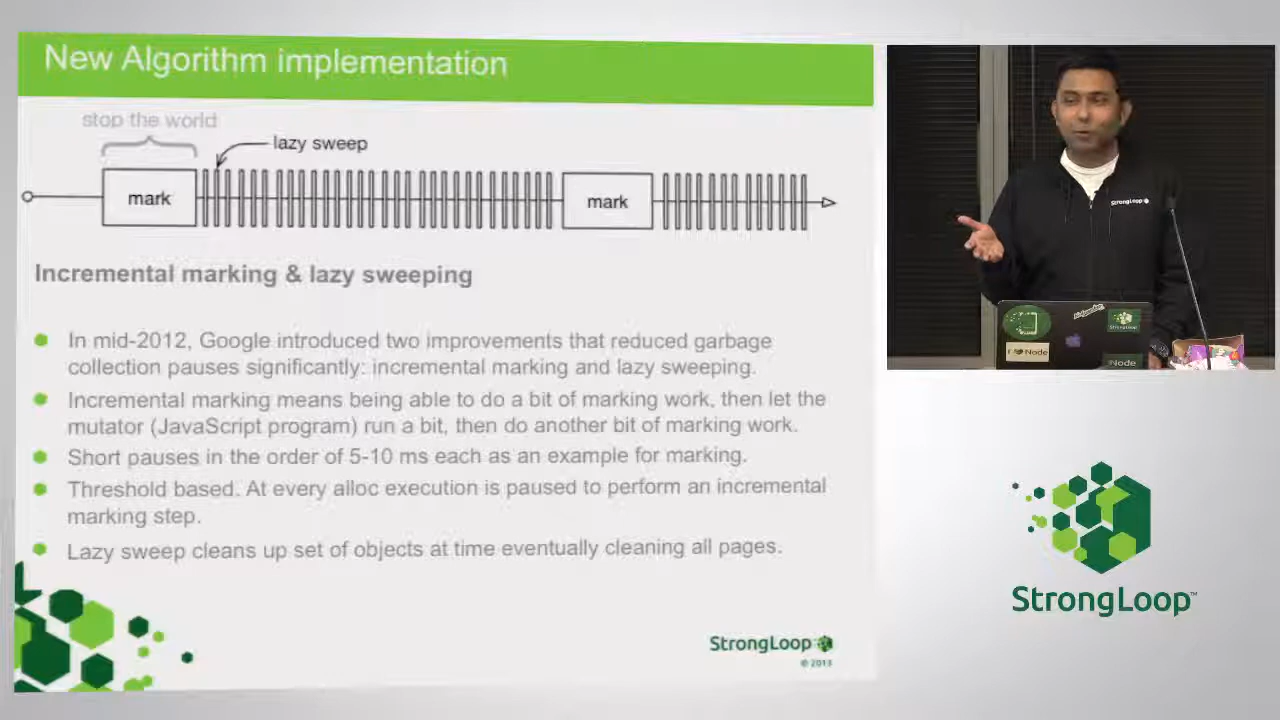 New Algorithm implementation
stop the world
lazy sweep
mark
mark
Incremental marking & lazy sweeping
In mid-2012, Google introduced two improvements that reduced garbage
collection pauses significantly: incremental marking and lazy sweeping.
Incremental marking means being able to do a bit of marking work, then let the
mutator (JavaScript program) run a bit, then do another bit of marking work.
Short pauses in the order of 5-10 ms each as an example for marking.
Threshold based. At every alloc execution is paused to perform an incremental
marking step.
Lazy sweep cleans up set of objects at time eventually cleaning all pages.
StrongLoop
© 2013
StrongLoop
StrongLoop
Node
Node
StrongLoop™